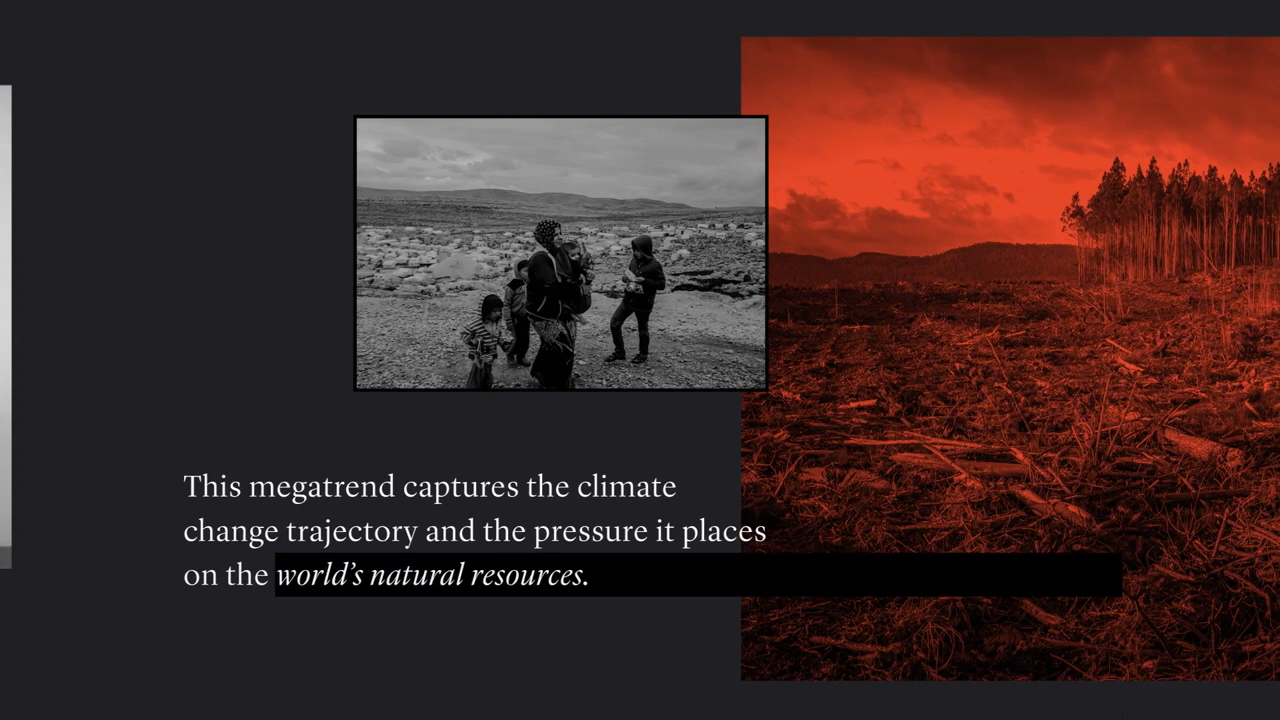 This megatrend captures the climate
change trajectory and the pressure it places
on the world’s natural resources.